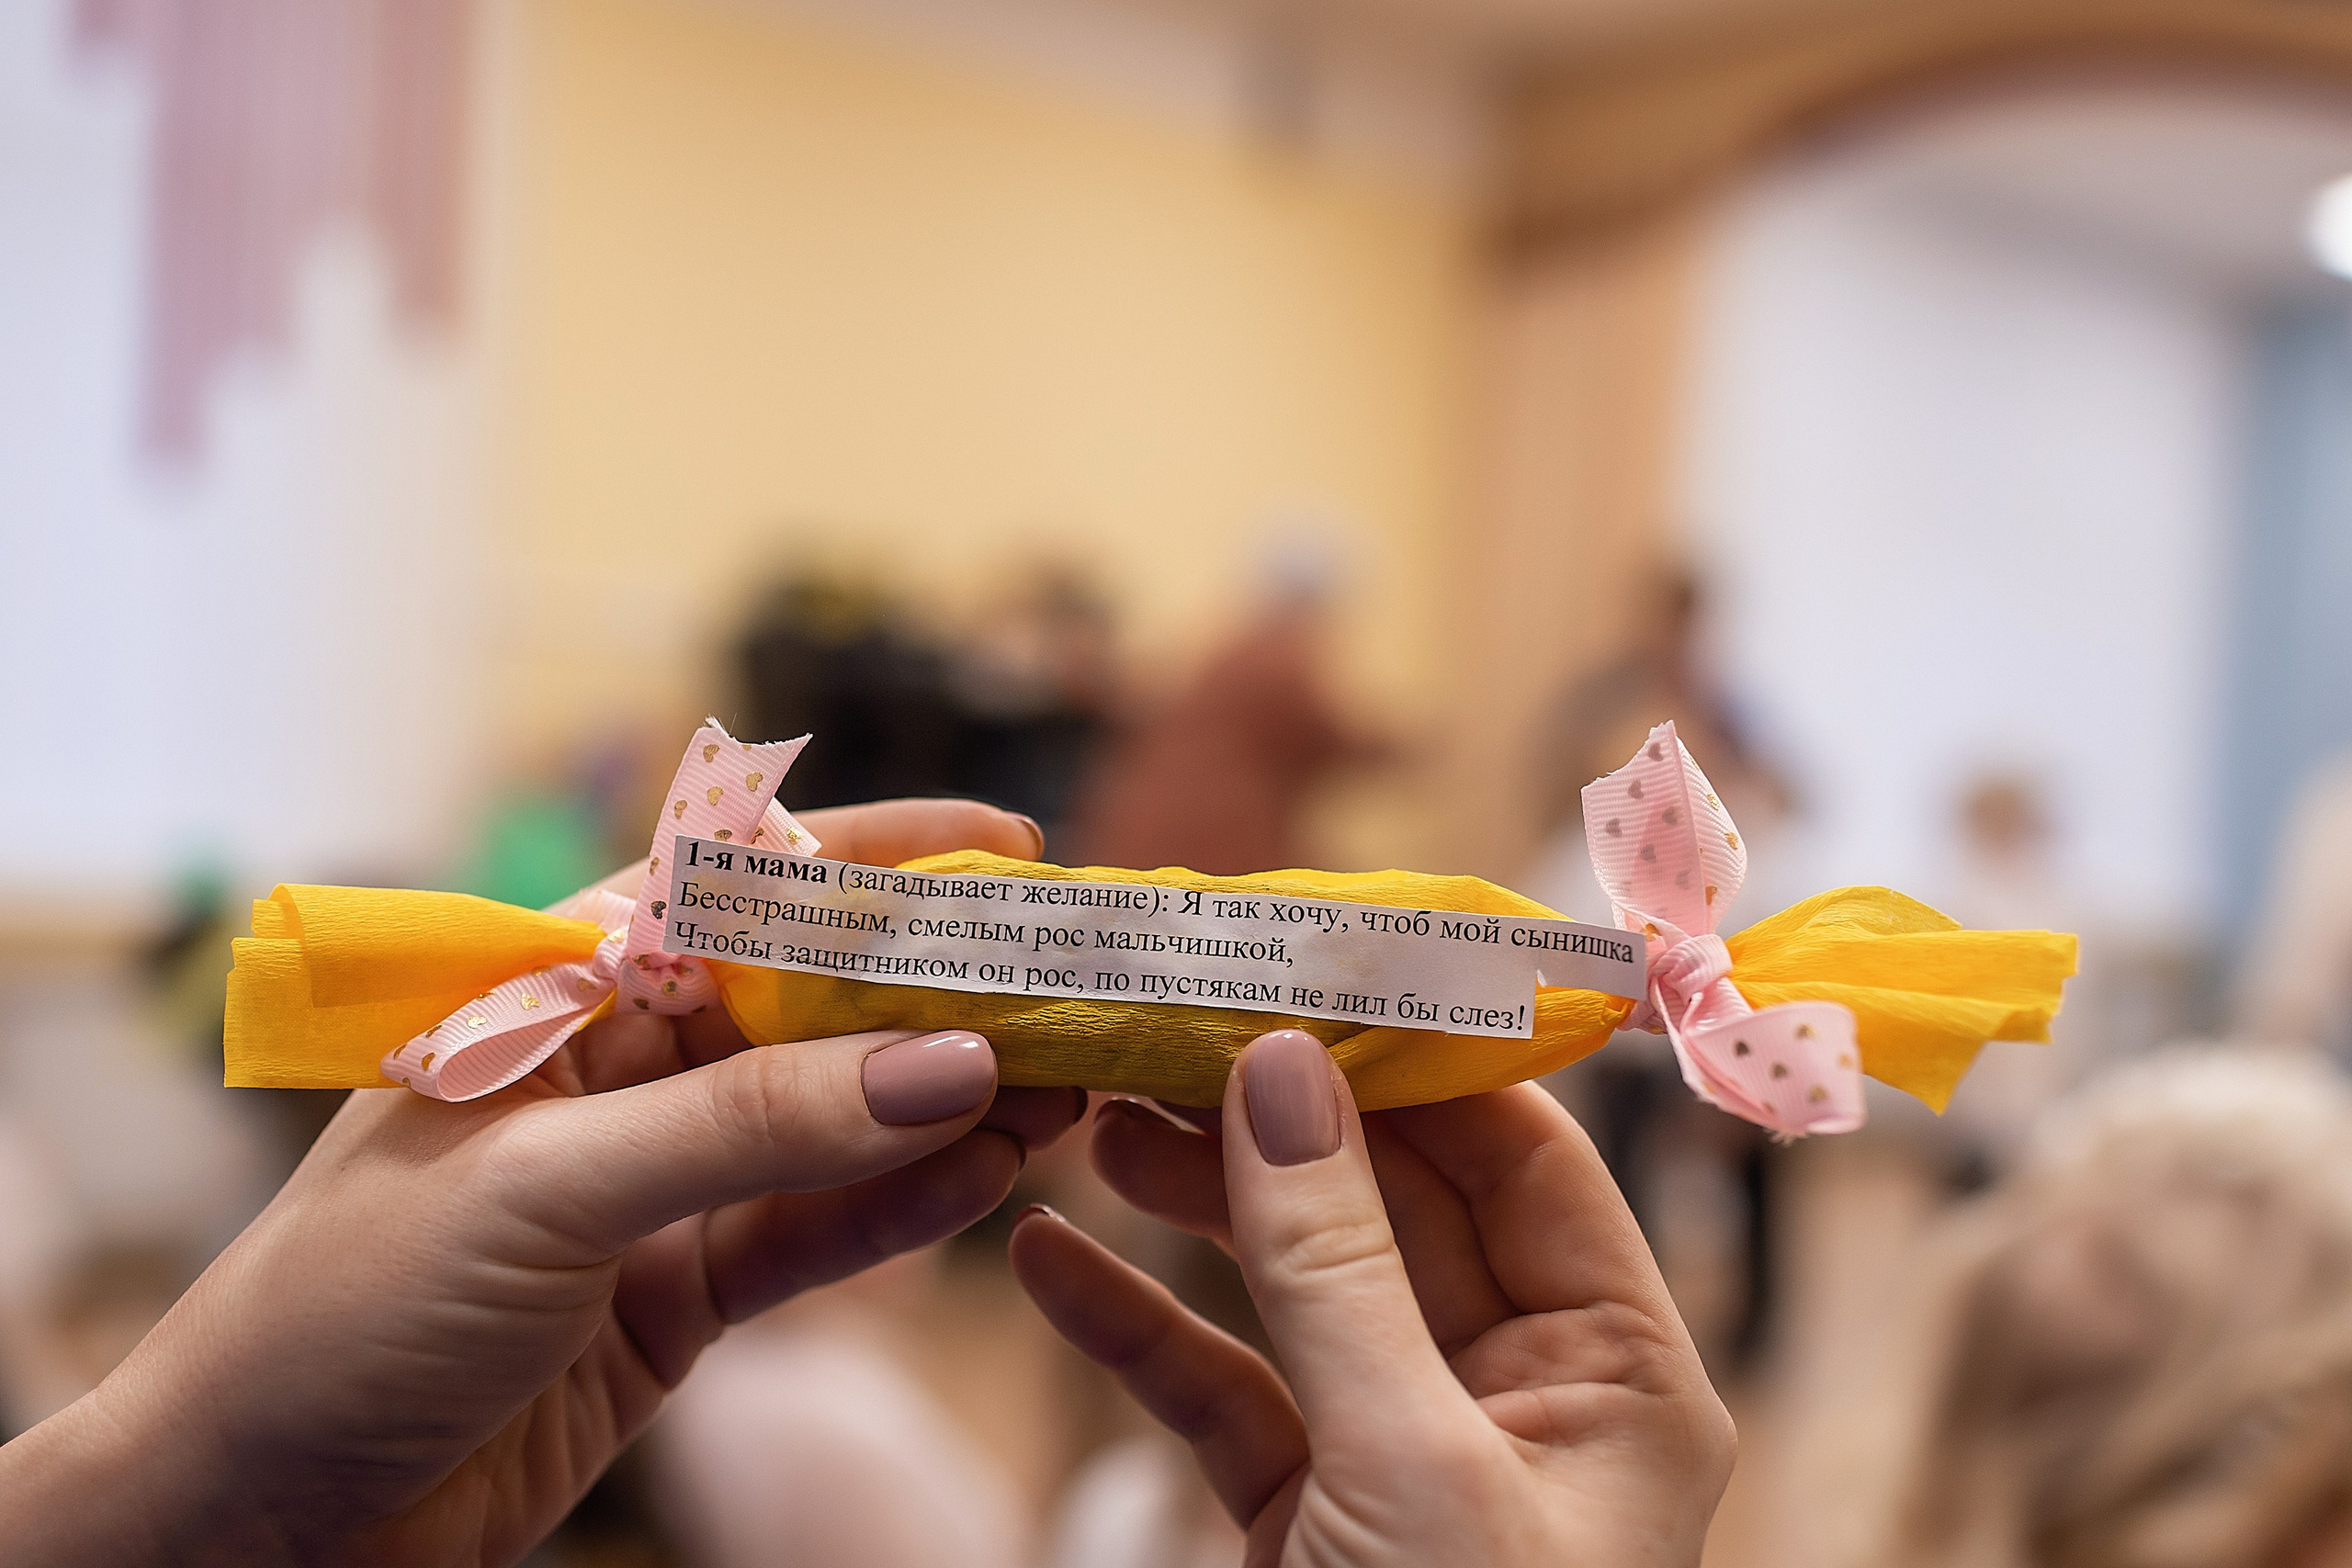 1-я мама (загадывает желание): Я так хочу, чтоб мой сынишка
Бесстрашным, смелым рос мальчишкой,
Чтобы защитником он рос, по пустякам не лил бы слез!